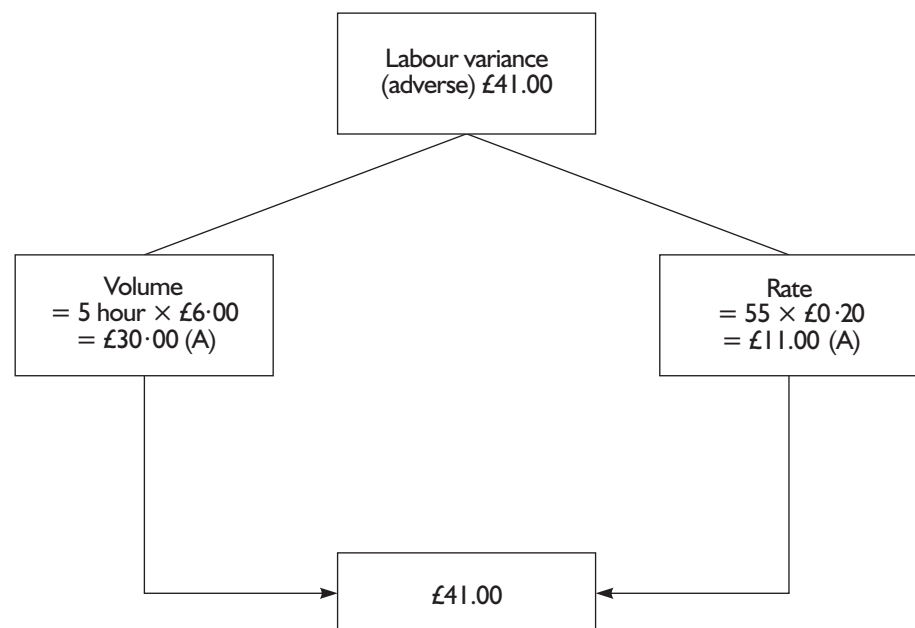 Labour variance
(adverse) £41.00
Volume
= 5 hour × £6·00
= £30·00 (A)
Rate
= 55 × £0·20
= £11.00 (A)
£41.00